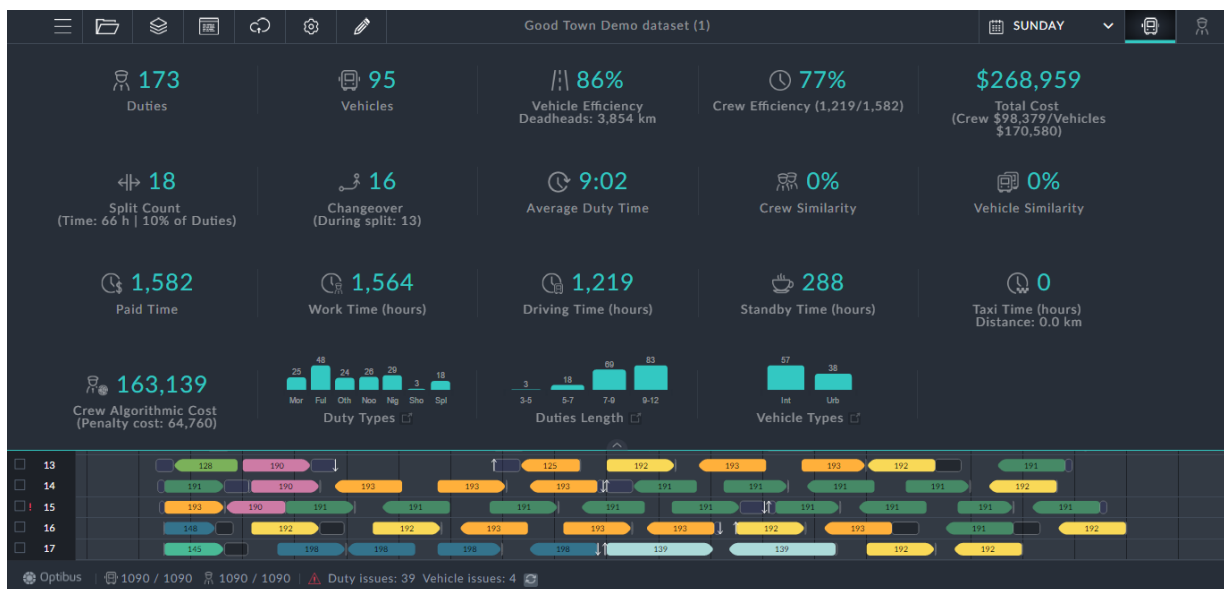 Good Town Demo dataset (1)
SUNDAY
173
Duties
95
Vehicles
86%
Vehicle Efficiency
Deadheads: 3,854 km
77%
Crew Efficiency (1,219/1,582)
$268,959
Total Cost
(Crew $98,379/Vehicles
$170,580)
18
Split Count
(Time: 66 h | 10% of Duties)
16
Changeover
(During split: 13)
9:02
Average Duty Time
0%
Crew Similarity
0%
Vehicle Similarity
1,582
Paid Time
1,564
Work Time (hours)
1,219
Driving Time (hours)
288
Standby Time (hours)
0
Taxi Time (hours)
Distance: 0.0 km
163,139
Crew Algorithmic Cost
(Penalty cost: 64,760)
25 48 24 26 29 3 18
Mor Ful Oth Noo Nig Sho Spl
Duty Types
3 18 69 83
3-5 5-7 7-9 9-12
Duties Length
57 38
Int Urb
Vehicle Types
13 128 190 125 192 193 193 192 191
14 191 190 193 193 193 191 191 191 191 192
15 193 190 191 191 191 191 191 191 191 191 191
16 148 192 192 193 193 193 192 193 191 192
17 145 198 198 198 198 139 139 192 192
Optibus 1090 / 1090 1090 / 1090 Duty issues: 39 Vehicle issues: 4